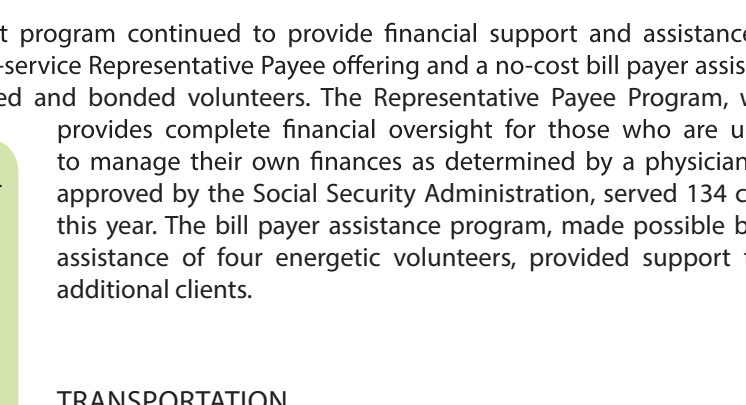 t program continued to provide financial support and assistance
-service Representative Payee offering and a no-cost bill payer assis
ed and bonded volunteers. The Representative Payee Program, w
provides complete financial oversight for those who are u
to manage their own finances as determined by a physician
approved by the Social Security Administration, served 134 c
this year. The bill payer assistance program, made possible b
assistance of four energetic volunteers, provided support t
additional clients.
TRANSPORTATION